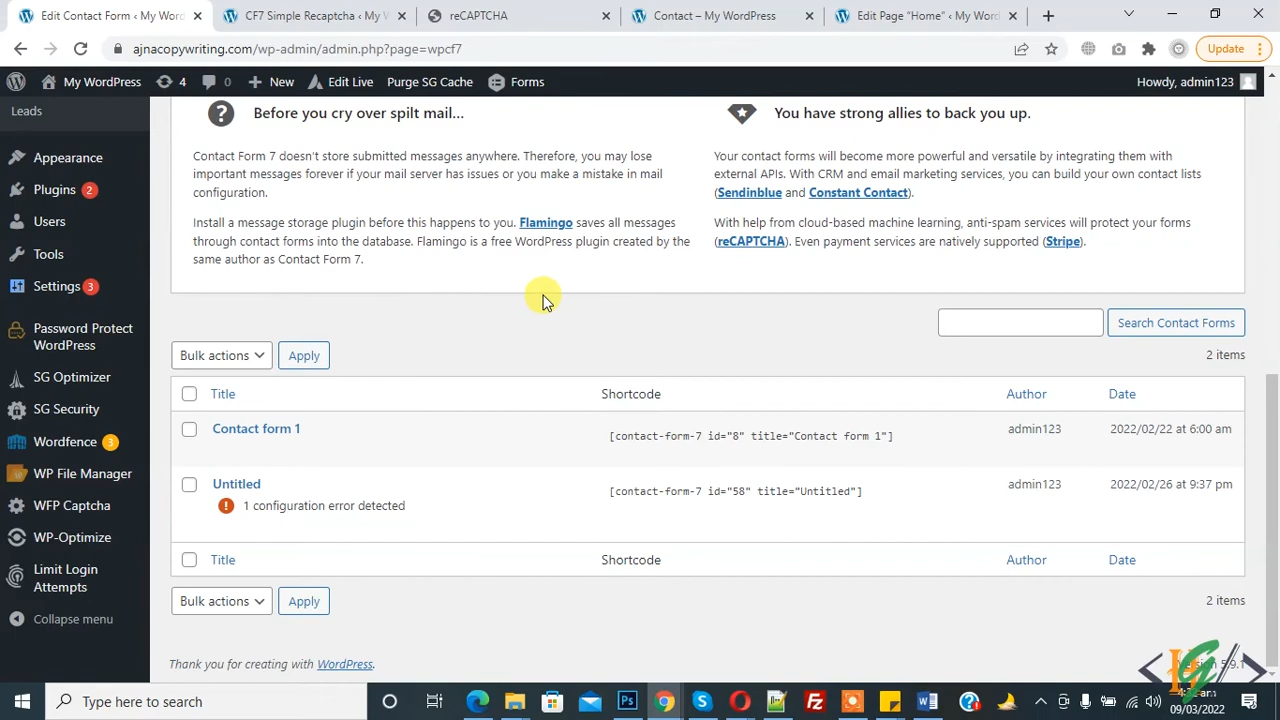 Edit Contact Form ‹ My Word
CF7 Simple Recaptcha ‹ My W
reCAPTCHA
Contact – My WordPress
Edit Page "Home" ‹ My Word
ajnacopywriting.com/wp-admin/admin.php?page=wpcf7
Update
My WordPress
4
0
New
Edit Live
Purge SG Cache
Forms
Howdy, admin123
Leads
Appearance
Plugins 2
Users
Tools
Settings 3
Password Protect
WordPress
SG Optimizer
SG Security
Wordfence 3
WP File Manager
WFP Captcha
WP-Optimize
Limit Login
Attempts
Collapse menu
Before you cry over spilt mail…
Contact Form 7 doesn't store submitted messages anywhere. Therefore, you may lose
important messages forever if your mail server has issues or you make a mistake in mail
configuration.
Install a message storage plugin before this happens to you. Flamingo saves all messages
through contact forms into the database. Flamingo is a free WordPress plugin created by the
same author as Contact Form 7.
You have strong allies to back you up.
Your contact forms will become more powerful and versatile by integrating them with
external APIs. With CRM and email marketing services, you can build your own contact lists
(Sendinblue and Constant Contact).
With help from cloud-based machine learning, anti-spam services will protect your forms
(reCAPTCHA). Even payment services are natively supported (Stripe).
Search Contact Forms
Bulk actions
Apply
2 items
Title Shortcode Author Date
Contact form 1 [contact-form-7 id="8" title="Contact form 1"] admin123 2022/02/22 at 6:00 am
Untitled [contact-form-7 id="58" title="Untitled"] admin123 2022/02/26 at 9:37 pm
1 configuration error detected
Title Shortcode Author Date
Bulk actions
Apply
2 items
Thank you for creating with WordPress.
5.9.1
Type here to search
09/03/2022